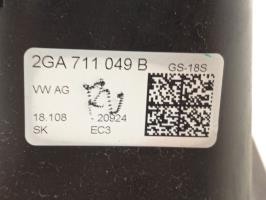 2GA 711 049 B GS-18S
VW AG
18.108 20924
SK EC3